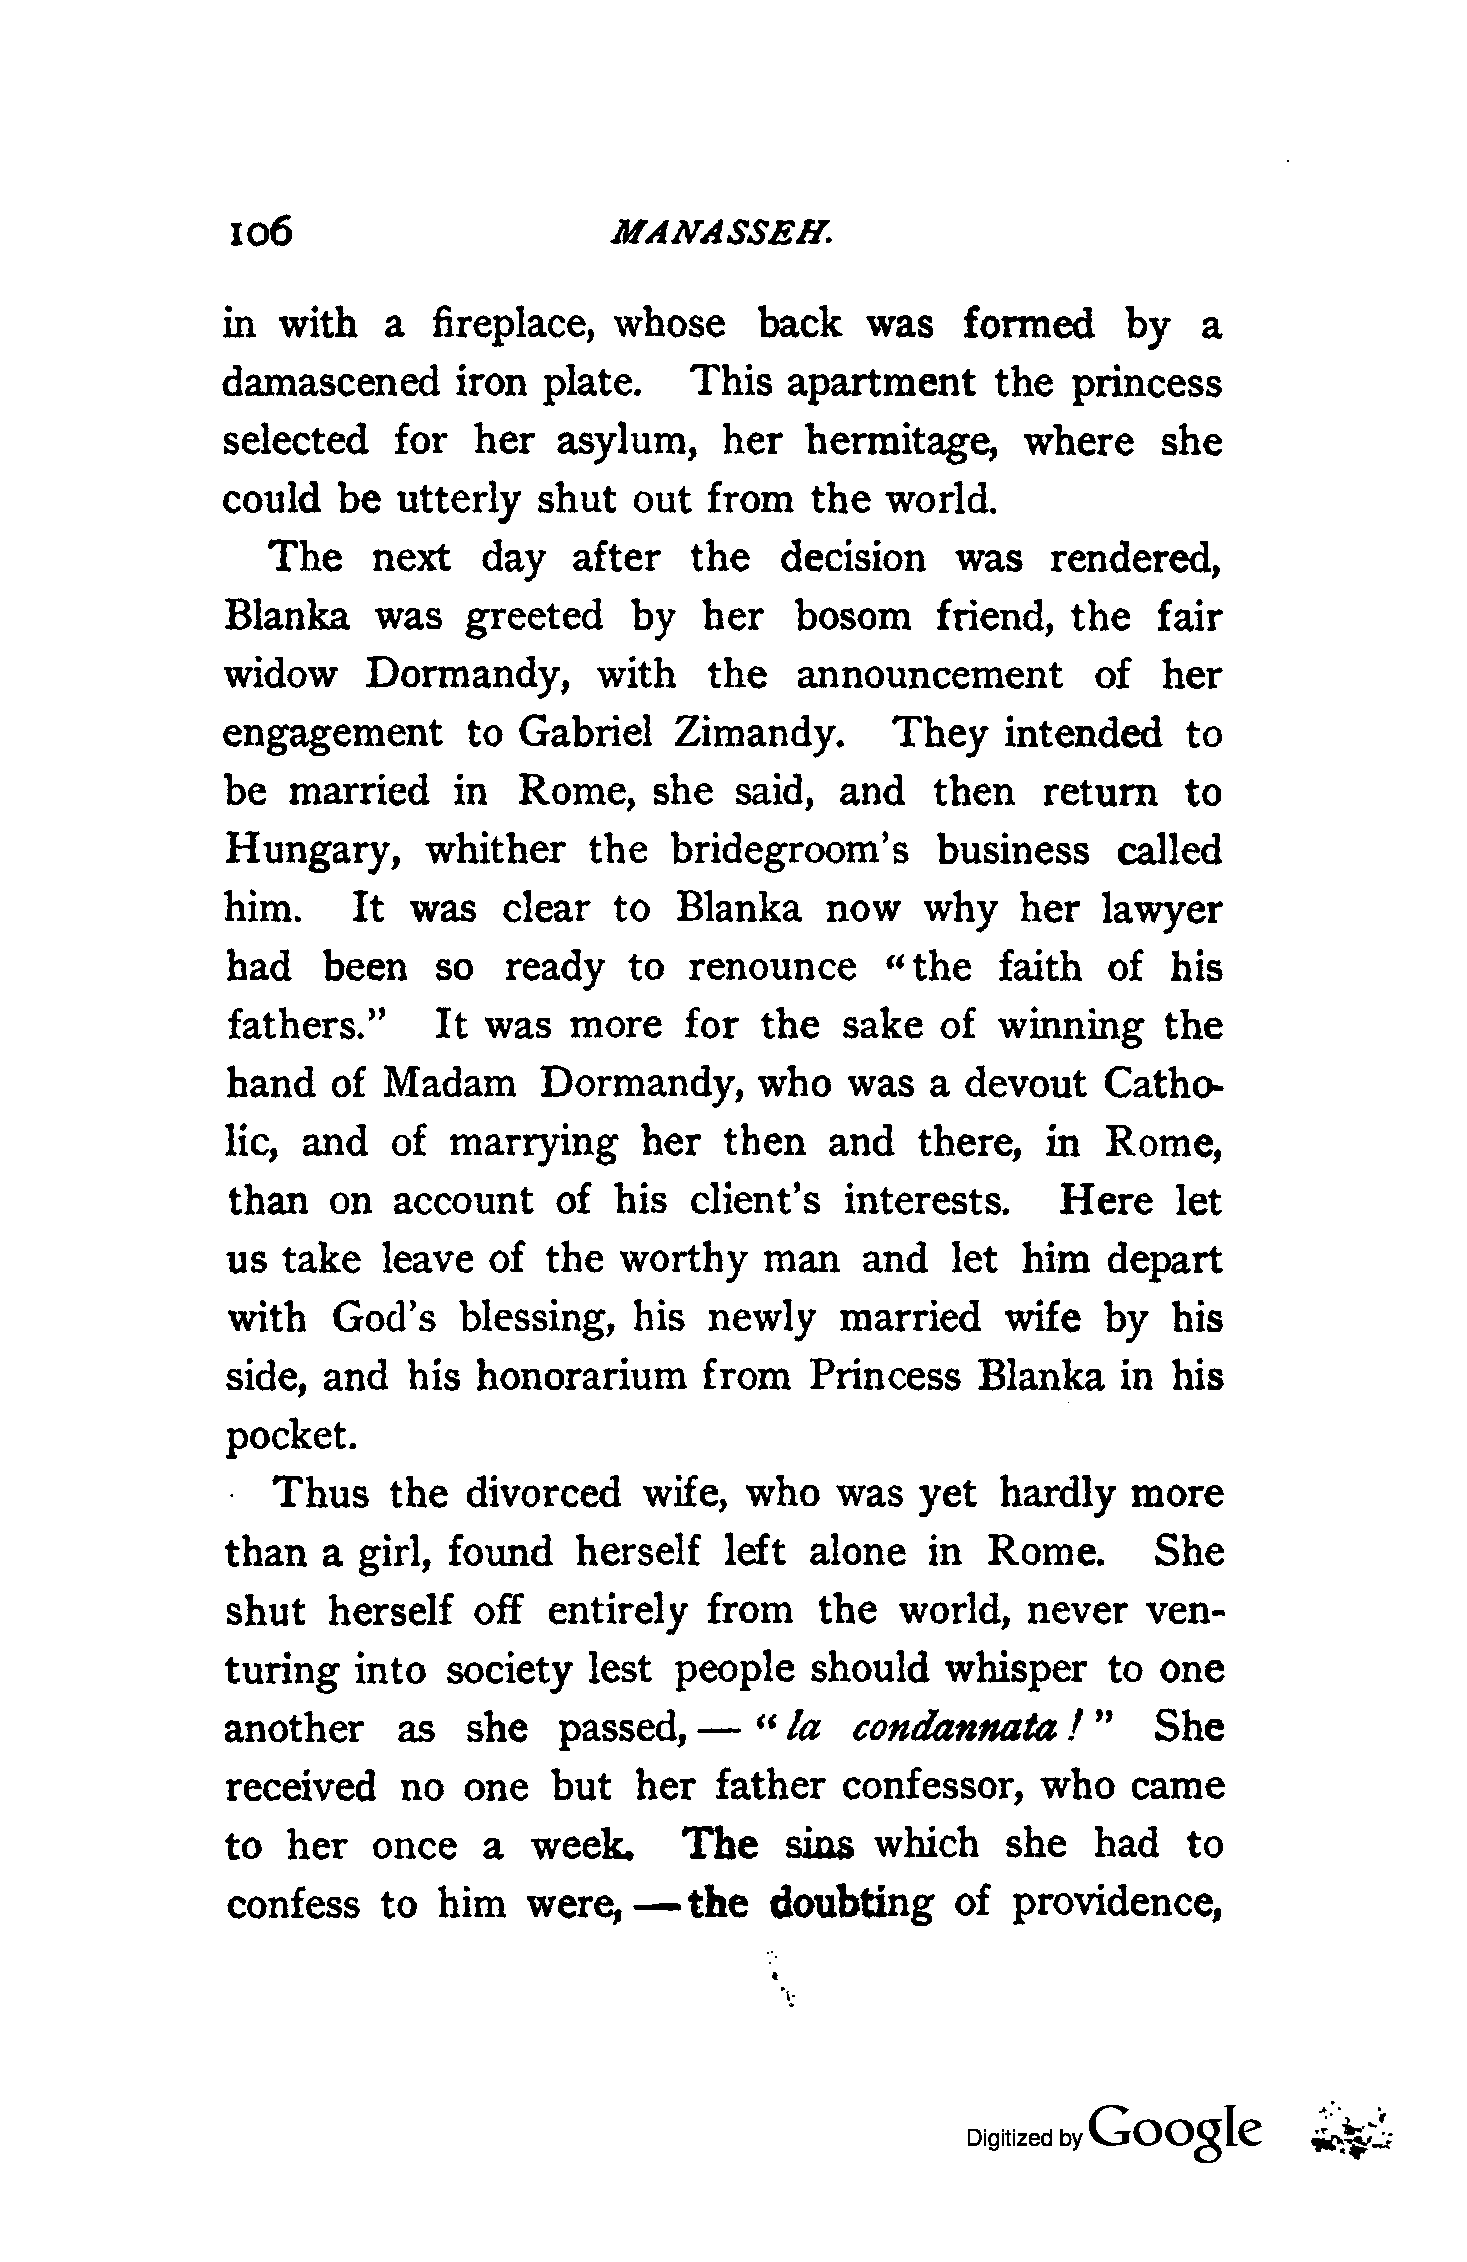 106 MANASSEH.
in with a fireplace, whose back was formed by a
damascened iron plate. This apartment the princess
selected for her asylum, her hermitage, where she
could be utterly shut out from the world.
The next day after the decision was rendered,
Blanka was greeted by her bosom friend, the fair
widow Dormandy, with the announcement of her
engagement to Gabriel Zimandy. They intended to
be married in Rome, she said, and then return to
Hungary, whither the bridegroom's business called
him. It was clear to Blanka now why her lawyer
had been so ready to renounce "the faith of his
fathers." It was more for the sake of winning the
hand of Madam Dormandy, who was a devout Catho-
lic, and of marrying her then and there, in Rome,
than on account of his client's interests. Here let
us take leave of the worthy man and let him depart
with God's blessing, his newly married wife by his
side, and his honorarium from Princess Blanka in his
pocket.
Thus the divorced wife, who was yet hardly more
than a girl, found herself left alone in Rome. She
shut herself off entirely from the world, never ven-
turing into society lest people should whisper to one
another as she passed, — "la condannata!" She
received no one but her father confessor, who came
to her once a week. The sins which she had to
confess to him were, — the doubting of providence,
Digitized by Google